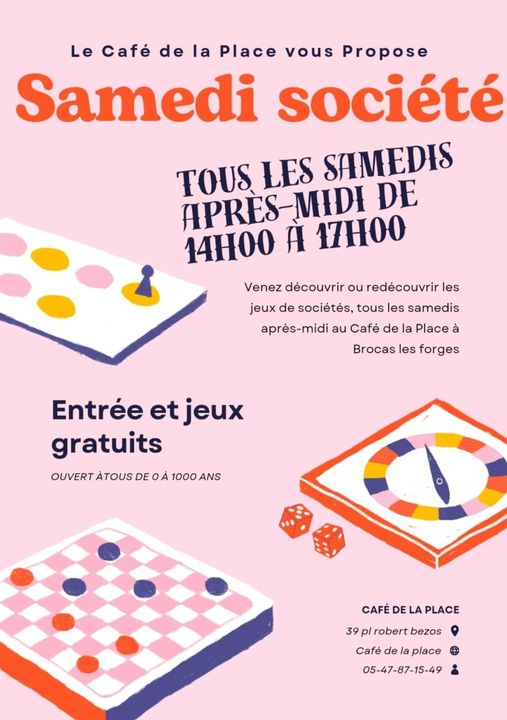 Le Café de la Place vous Propose
Samedi société
TOUS LES SAMEDIS
APRÈS-MIDI DE
14H00 À 17H00
Venez découvrir ou redécouvrir les
jeux de sociétés, tous les samedis
après-midi au Café de la Place à
Brocas les forges
Entrée et jeux
gratuits
OUVERT ÀTOUS DE 0 À 1000 ANS
CAFÉ DE LA PLACE
39 pl robert bezos
Café de la place
05-47-87-15-49